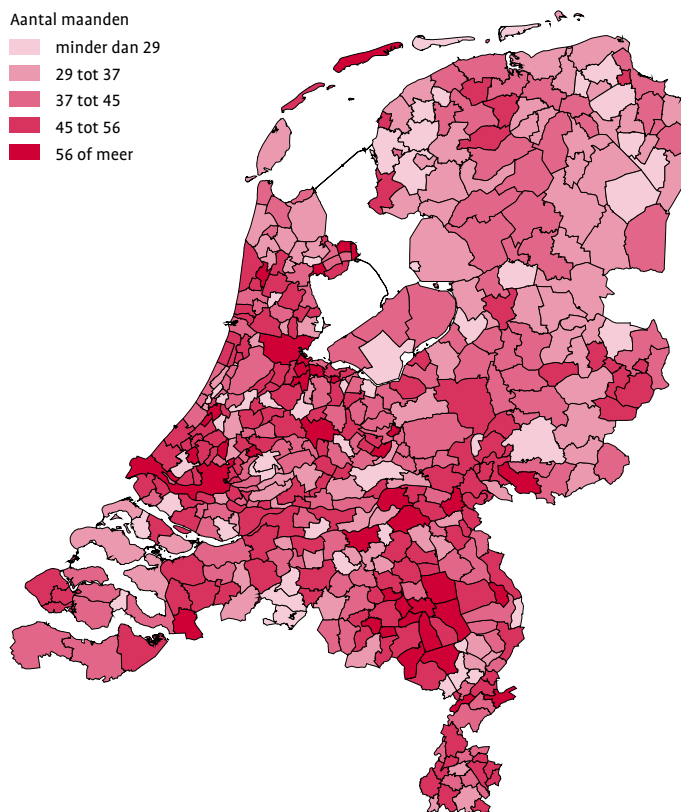 Aantal maanden
minder dan 29
29 tot 37
37 tot 45
45 tot 56
56 of meer